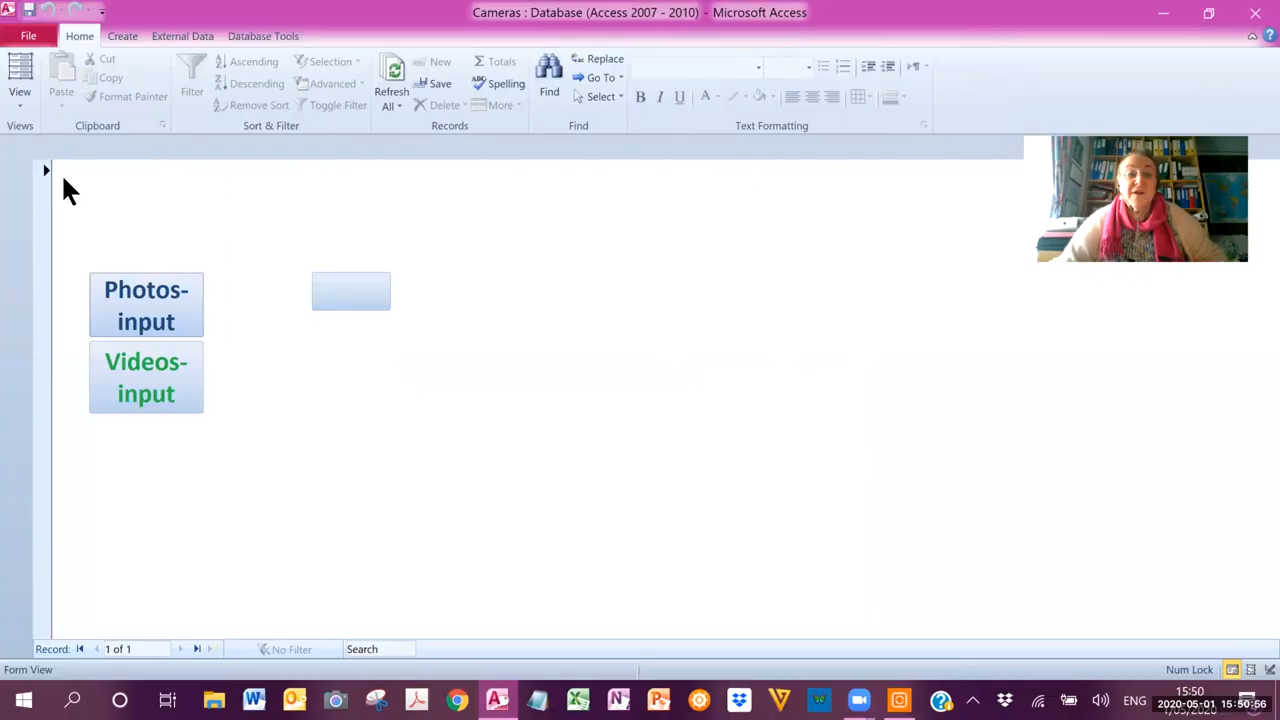 Cameras : Database (Access 2007 - 2010) - Microsoft Access
File Home Create External Data Database Tools
View
Views
Paste
Cut
Copy
Format Painter
Clipboard
Filter
Ascending
Descending
Remove Sort
Selection
Advanced
Toggle Filter
Sort & Filter
Refresh
All
New
Save
Delete
Totals
Spelling
More
Records
Find
Replace
Go To
Select
Find
B I U A
Text Formatting
Photos-
input
Videos-
input
Record: 1 of 1 No Filter Search
Form View Num Lock
ENG
15:50
2020-05-01 15:50:56